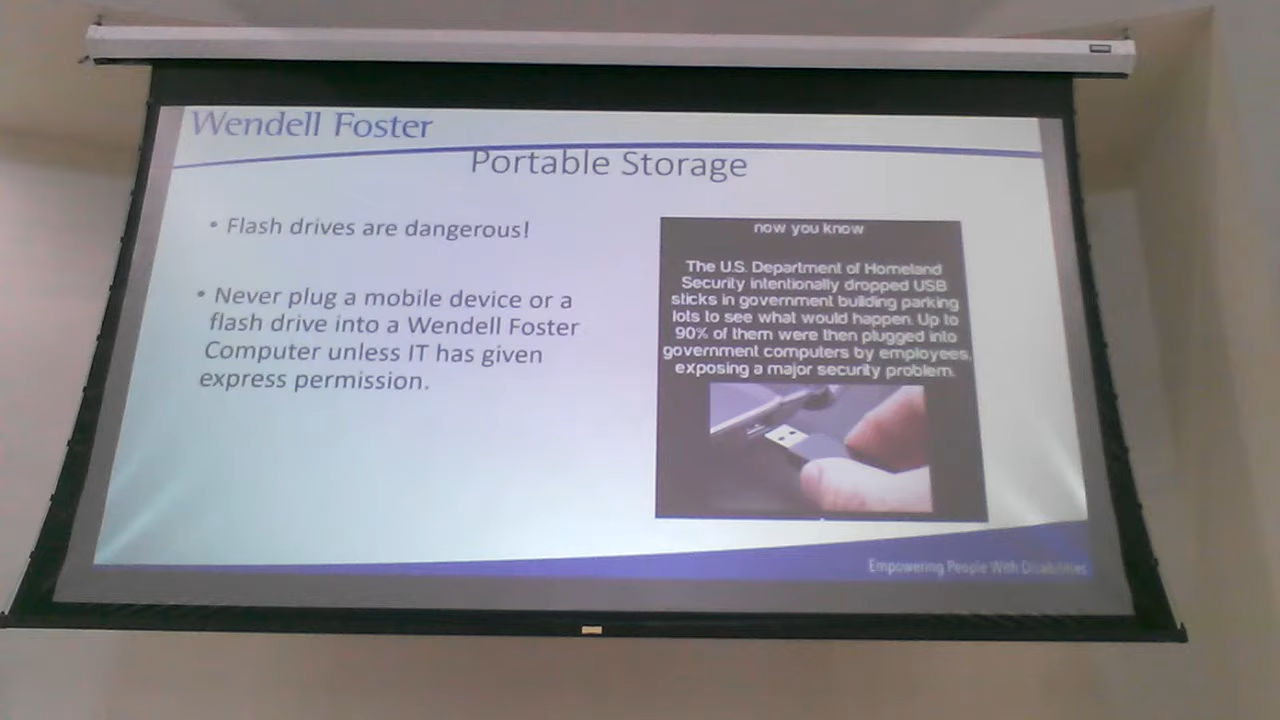 Wendell Foster
Portable Storage
• Flash drives are dangerous!
• Never plug a mobile device or a
flash drive into a Wendell Foster
Computer unless IT has given
express permission.
now you know
The U.S. Department of Homeland
Security intentionally dropped USB
sticks in government building parking
lots to see what would happen. Up to
90% of them were then plugged into
government computers by employees,
exposing a major security problem.
Empowering People With Disabilities